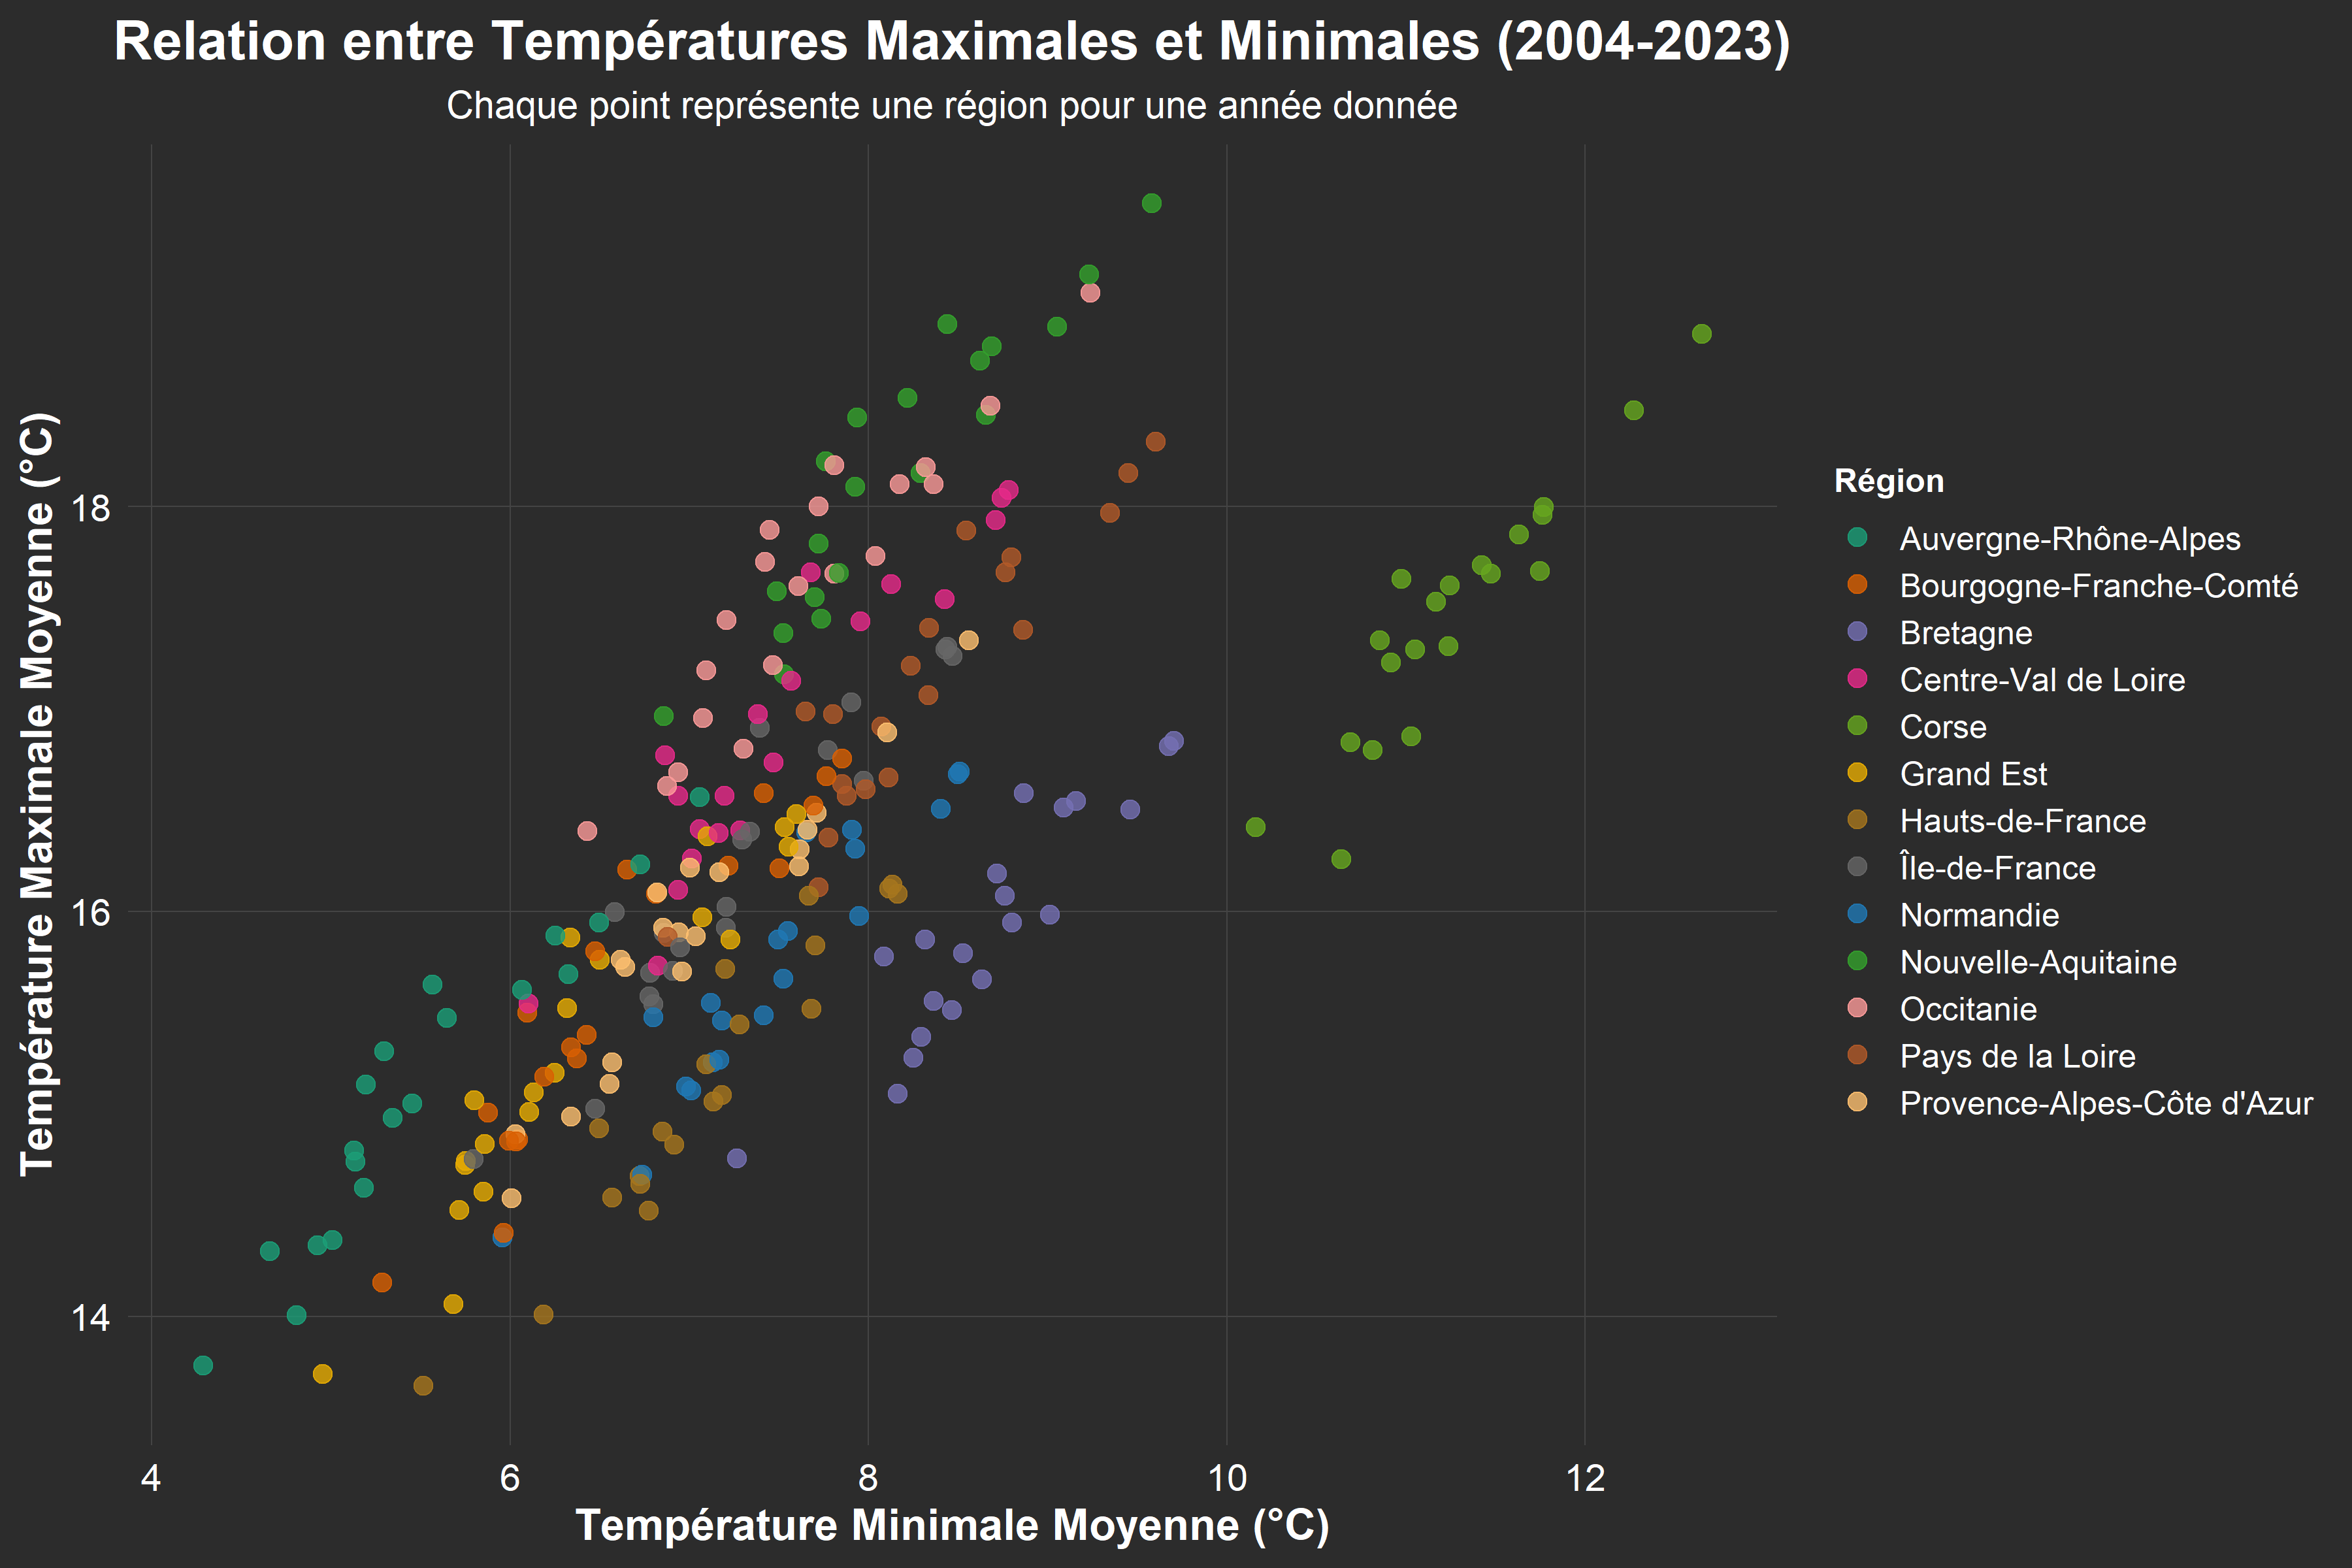 Relation entre Températures Maximales et Minimales (2004-2023)
Chaque point représente une région pour une année donnée
Température Maximale Moyenne (°C)
18
16
14
4
6
8
10
12
Température Minimale Moyenne (°C)
Région
Auvergne-Rhône-Alpes
Bourgogne-Franche-Comté
Bretagne
Centre-Val de Loire
Corse
Grand Est
Hauts-de-France
Île-de-France
Normandie
Nouvelle-Aquitaine
Occitanie
Pays de la Loire
Provence-Alpes-Côte d'Azur